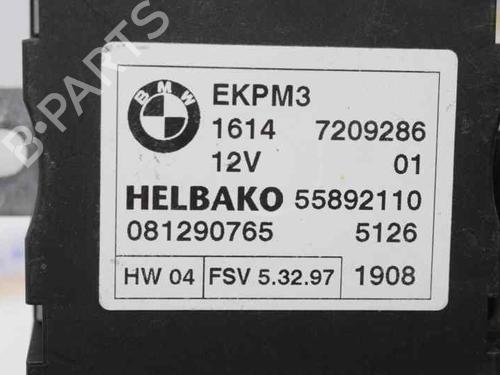 B-PARTS
BMW
EKPM3
1614 7209286
12V 01
HELBAKO 55892110
081290765 5126
HW 04 FSV 5.32.97 1908